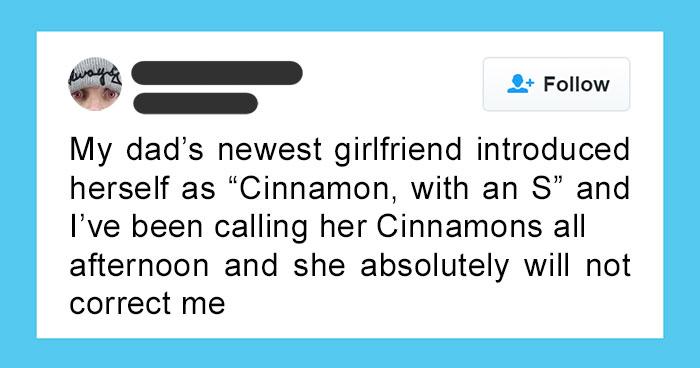 Follow
My dad’s newest girlfriend introduced
herself as “Cinnamon, with an S” and
I’ve been calling her Cinnamons all
afternoon and she absolutely will not
correct me